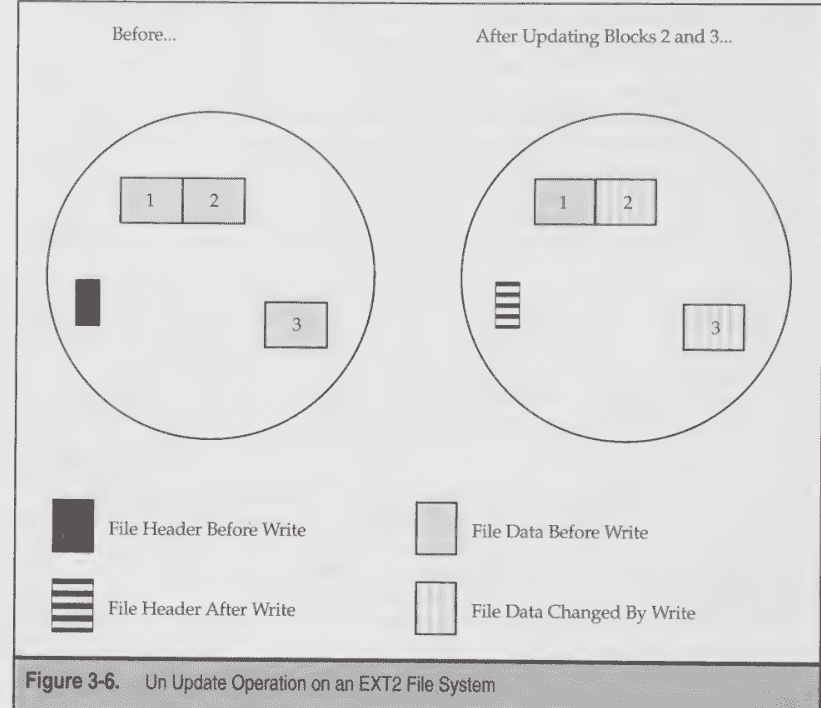 Before...
After Updating Blocks 2 and 3...
1 2
1 2
3
3
File Header Before Write
File Data Before Write
File Header After Write
File Data Changed By Write
Figure 3-6. Un Update Operation on an EXT2 File System